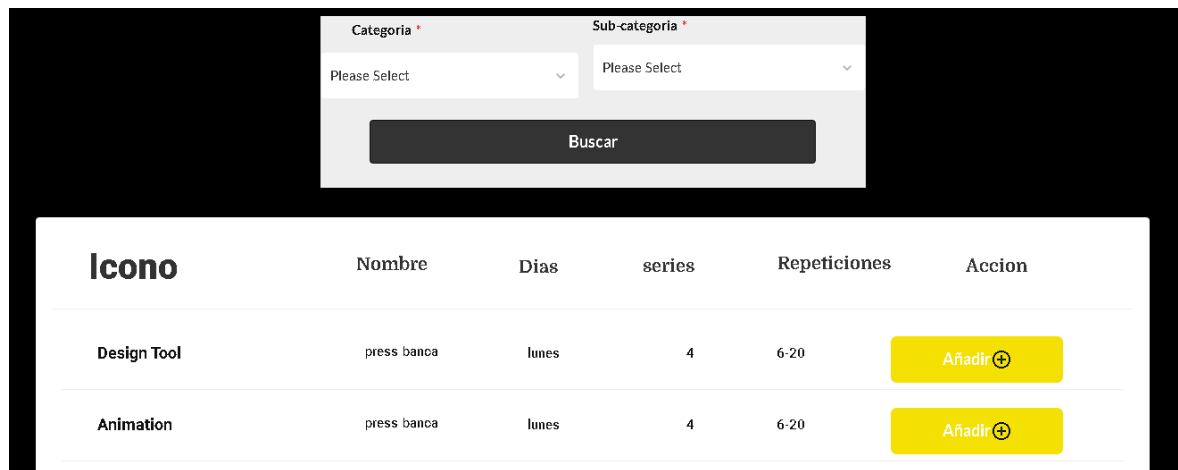 Categoria * Sub-categoria *
Please Select Please Select
Buscar
Icono Nombre Dias series Repeticiones Accion
Design Tool press banca lunes 4 6-20 Añadir
Animation press banca lunes 4 6-20 Añadir